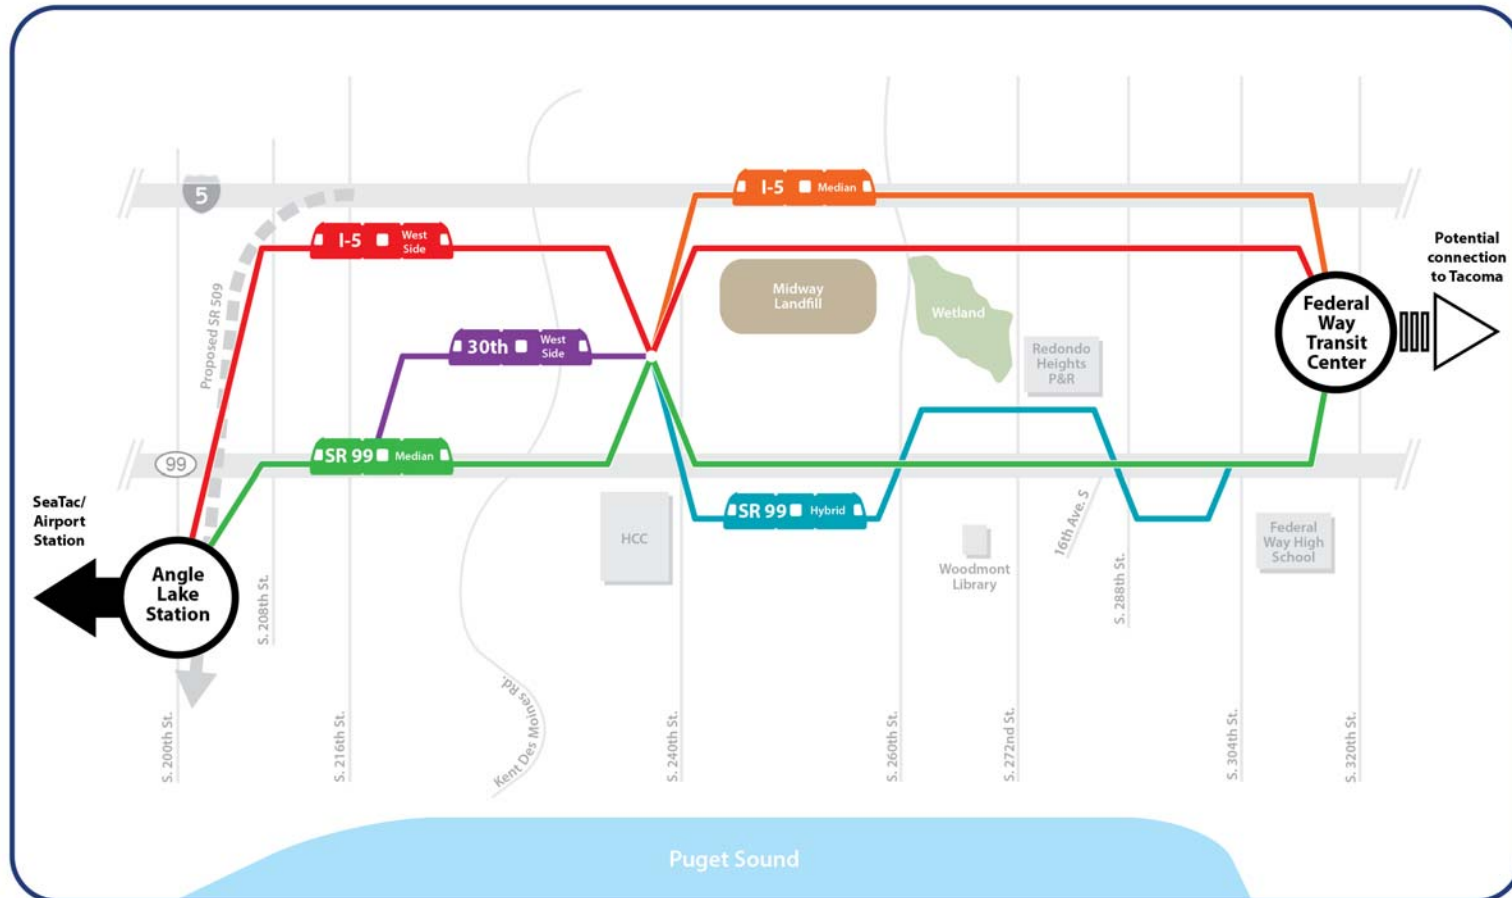 5
I-5 Median
I-5 West
Side
Proposed SR 509
Potential
connection
to Tacoma
Midway
Landfill
Wetland
Federal
Way
Transit
Center
30th West
Side
Redondo
Heights
P&R
99
SR 99 Median
SeaTac/
Airport
Station
SR 99 Hybrid
HCC
16th Ave. S
Federal
Way High
School
Woodmont
Library
Angle
Lake
Station
S. 208th St.
S. 288th St.
Kent Des Moines Rd.
S. 200th St.
S. 216th St.
S. 240th St.
S. 260th St.
S. 272nd St.
S. 304th St.
S. 320th St.
Puget Sound